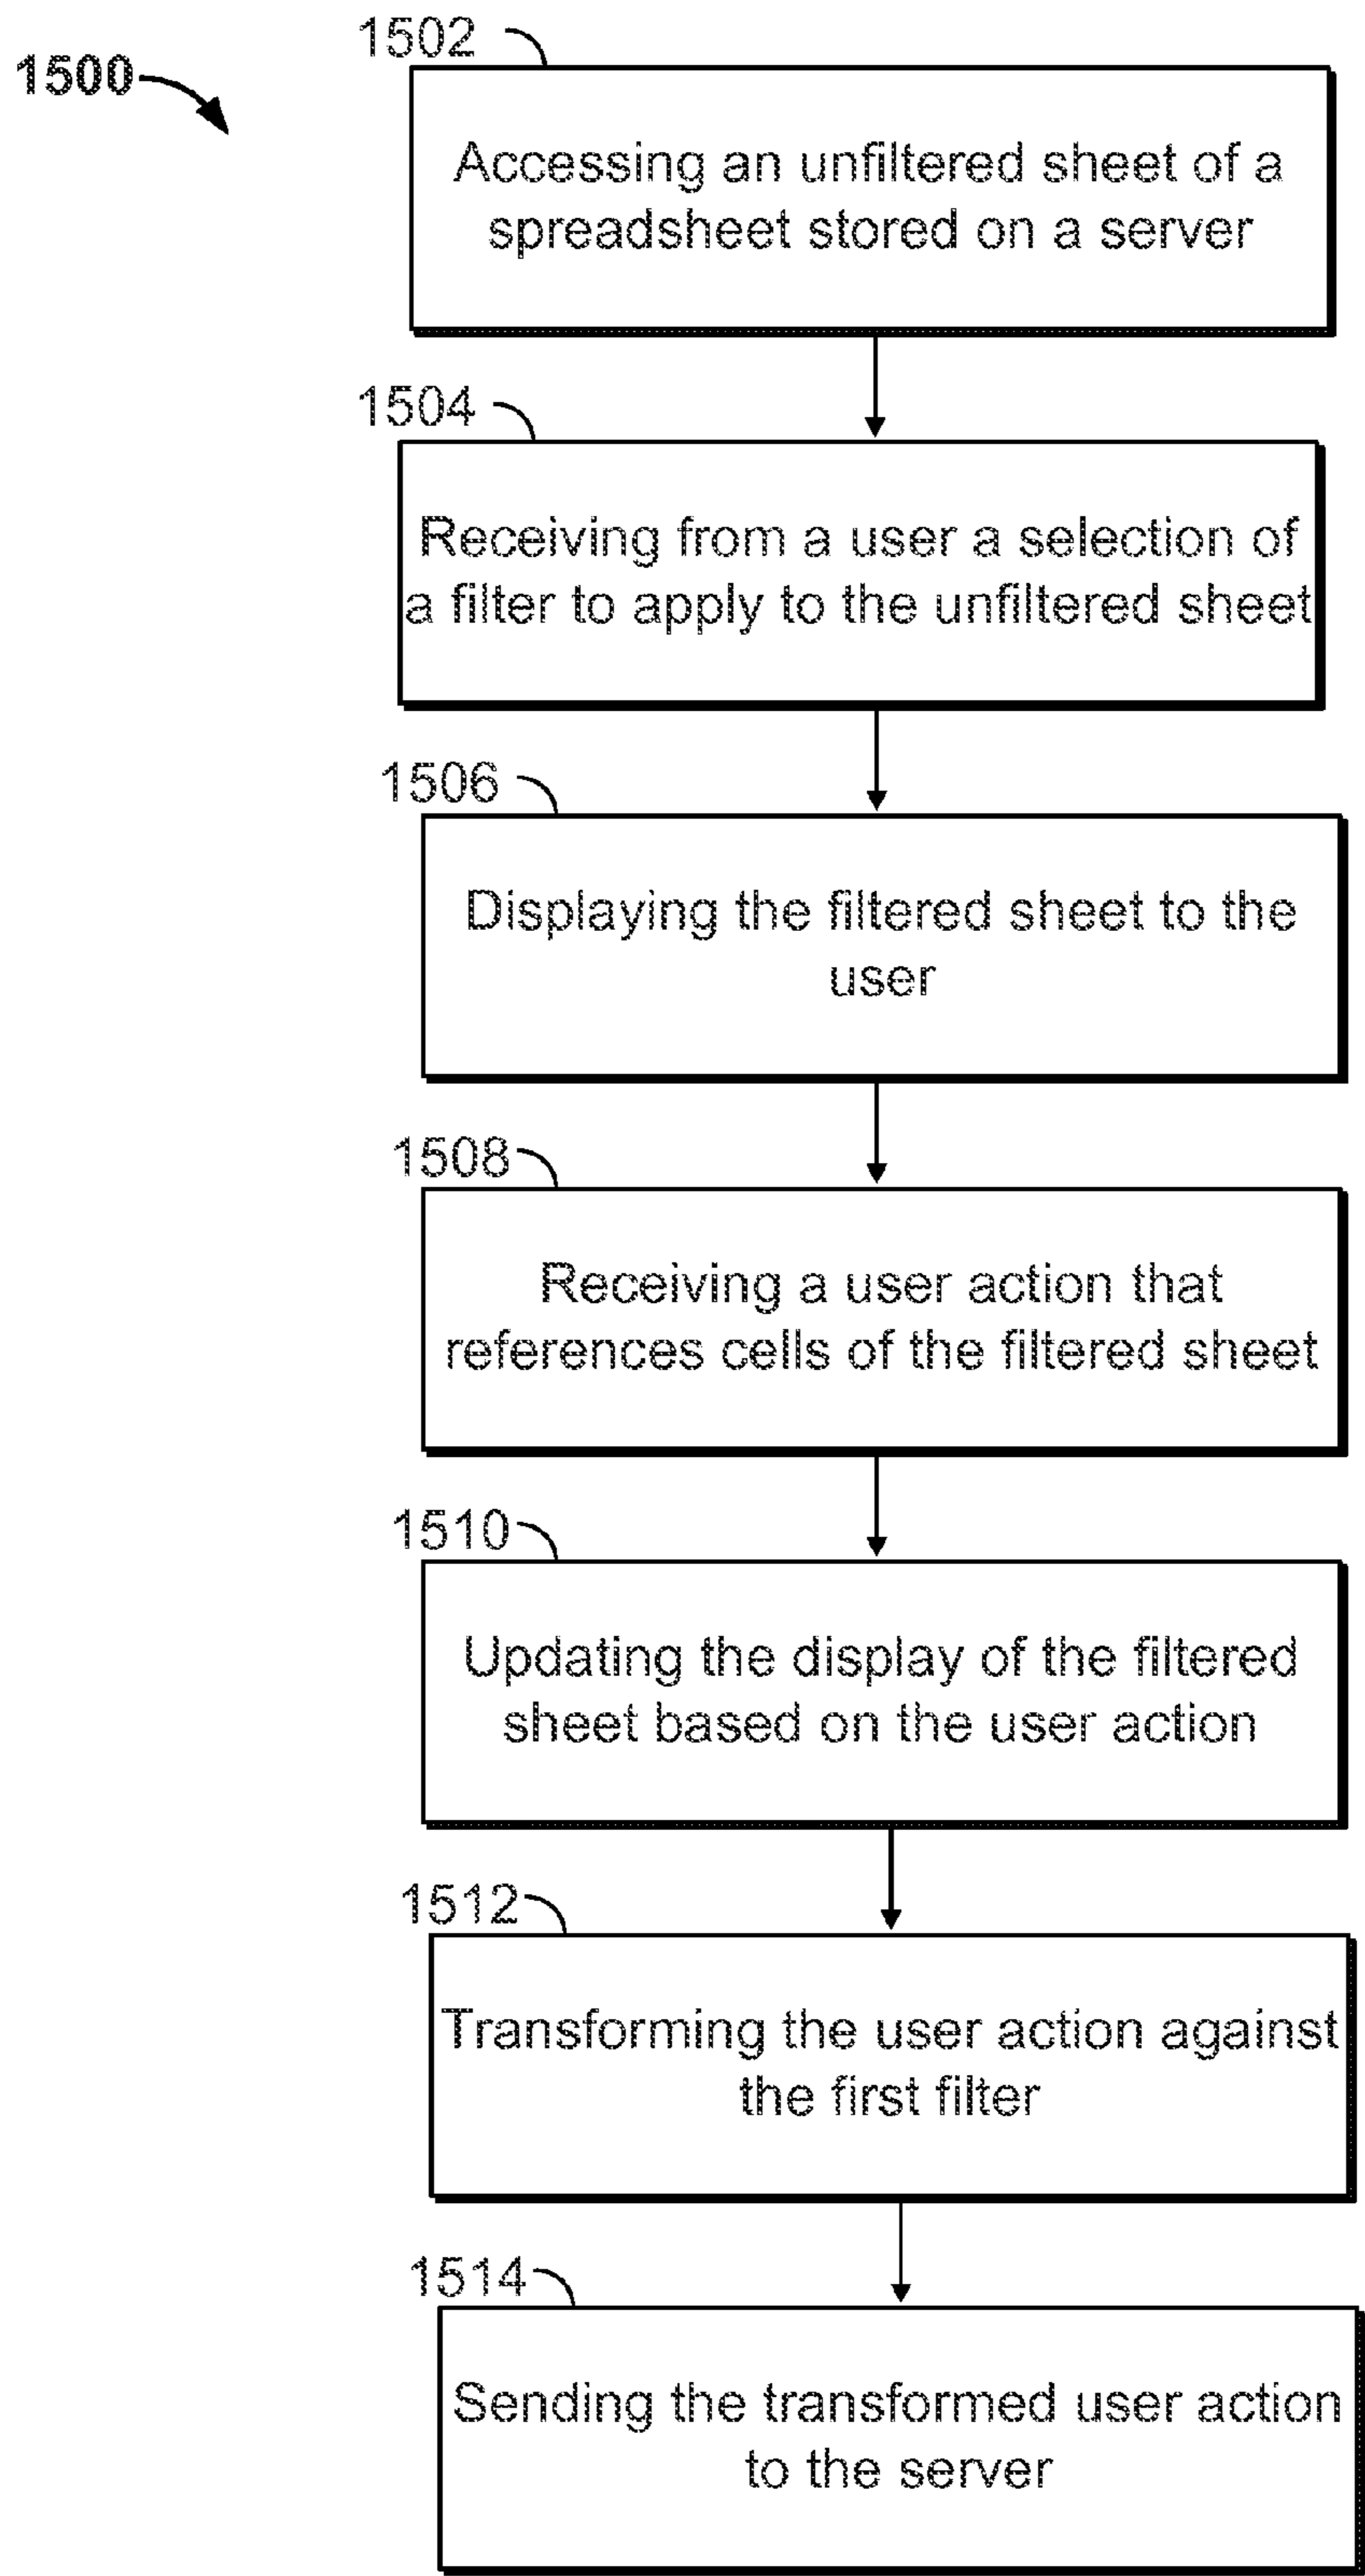 1500
1502
Accessing an unfiltered sheet of a
spreadsheet stored on a server
1504
Receiving from a user a selection of
a filter to apply to the unfiltered sheet
1506
Displaying the filtered sheet to the
user
1508
Receiving a user action that
references cells of the filtered sheet
1510
Updating the display of the filtered
sheet based on the user action
1512
Transforming the user action against
the first filter
1514
Sending the transformed user action
to the server